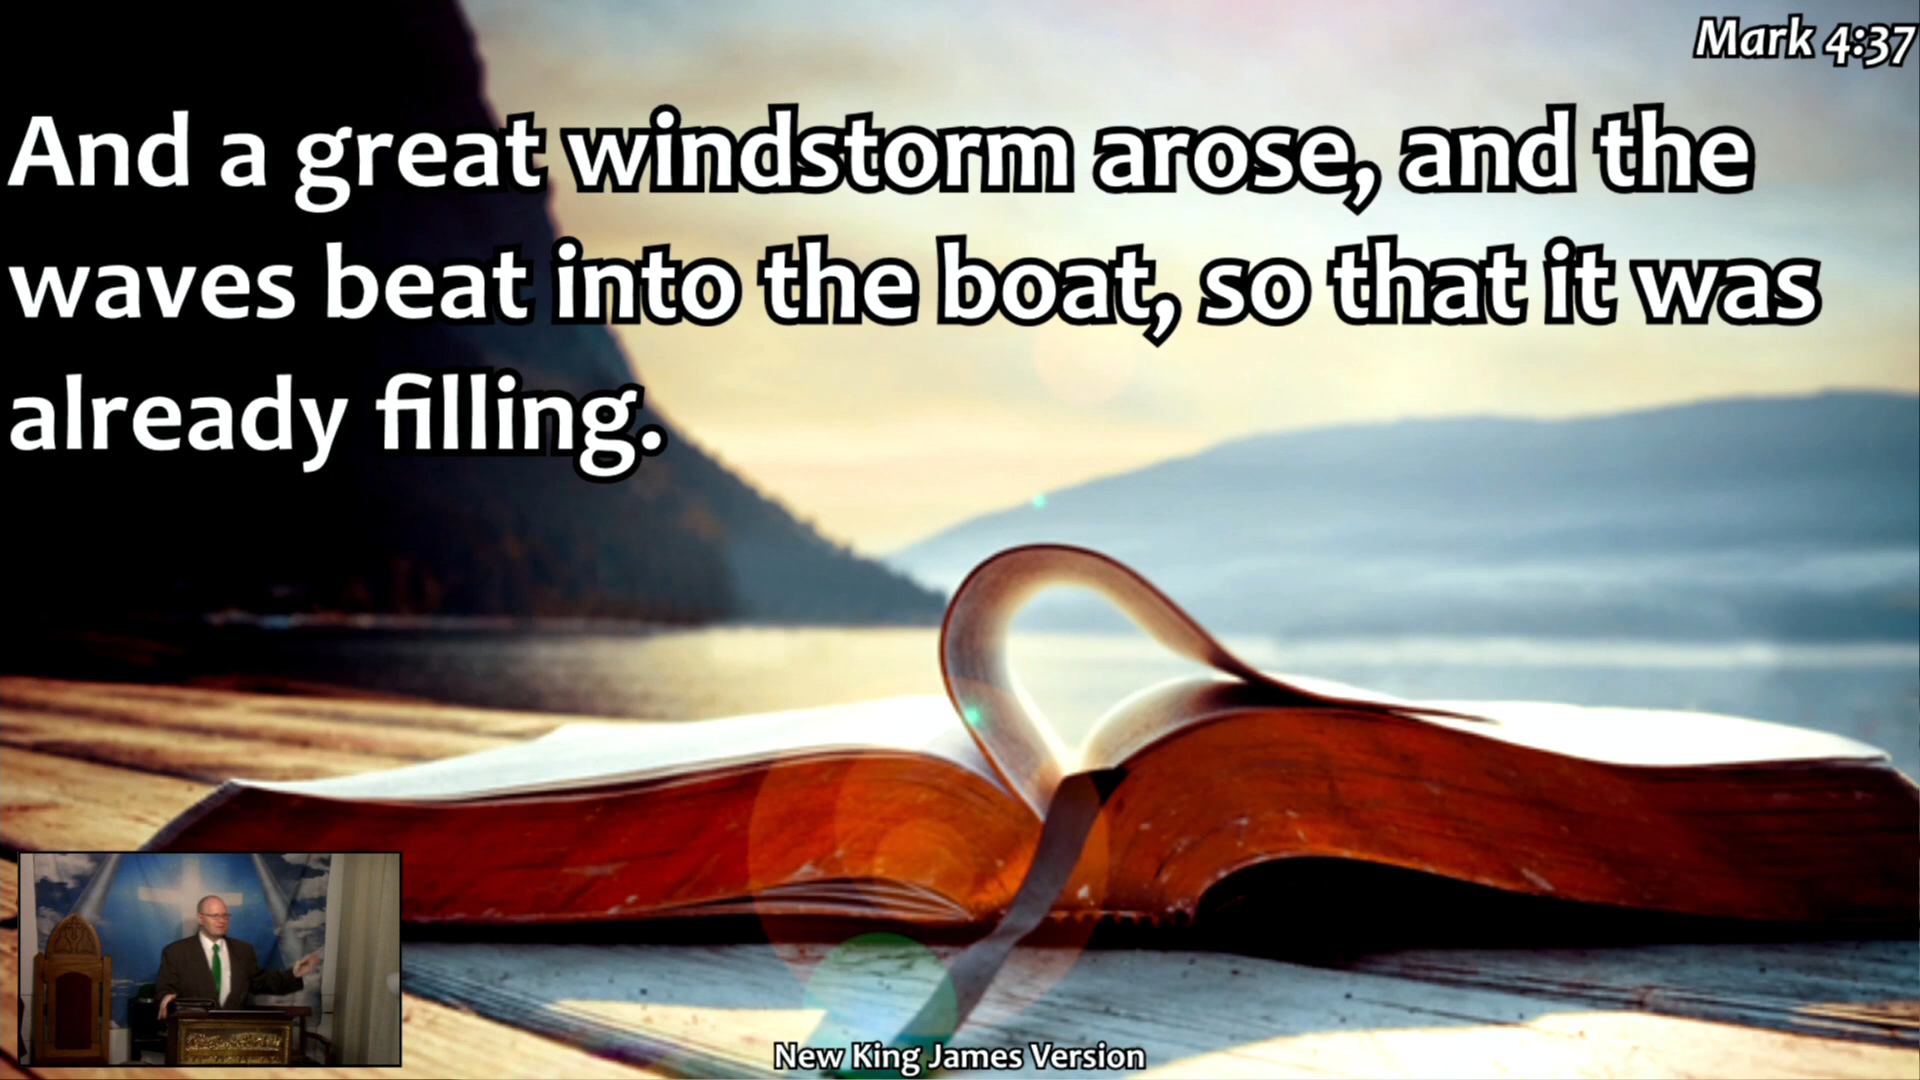 Mark 4:37
And a great windstorm arose, and the
waves beat into the boat, so that it was
already filling.
New King James Version